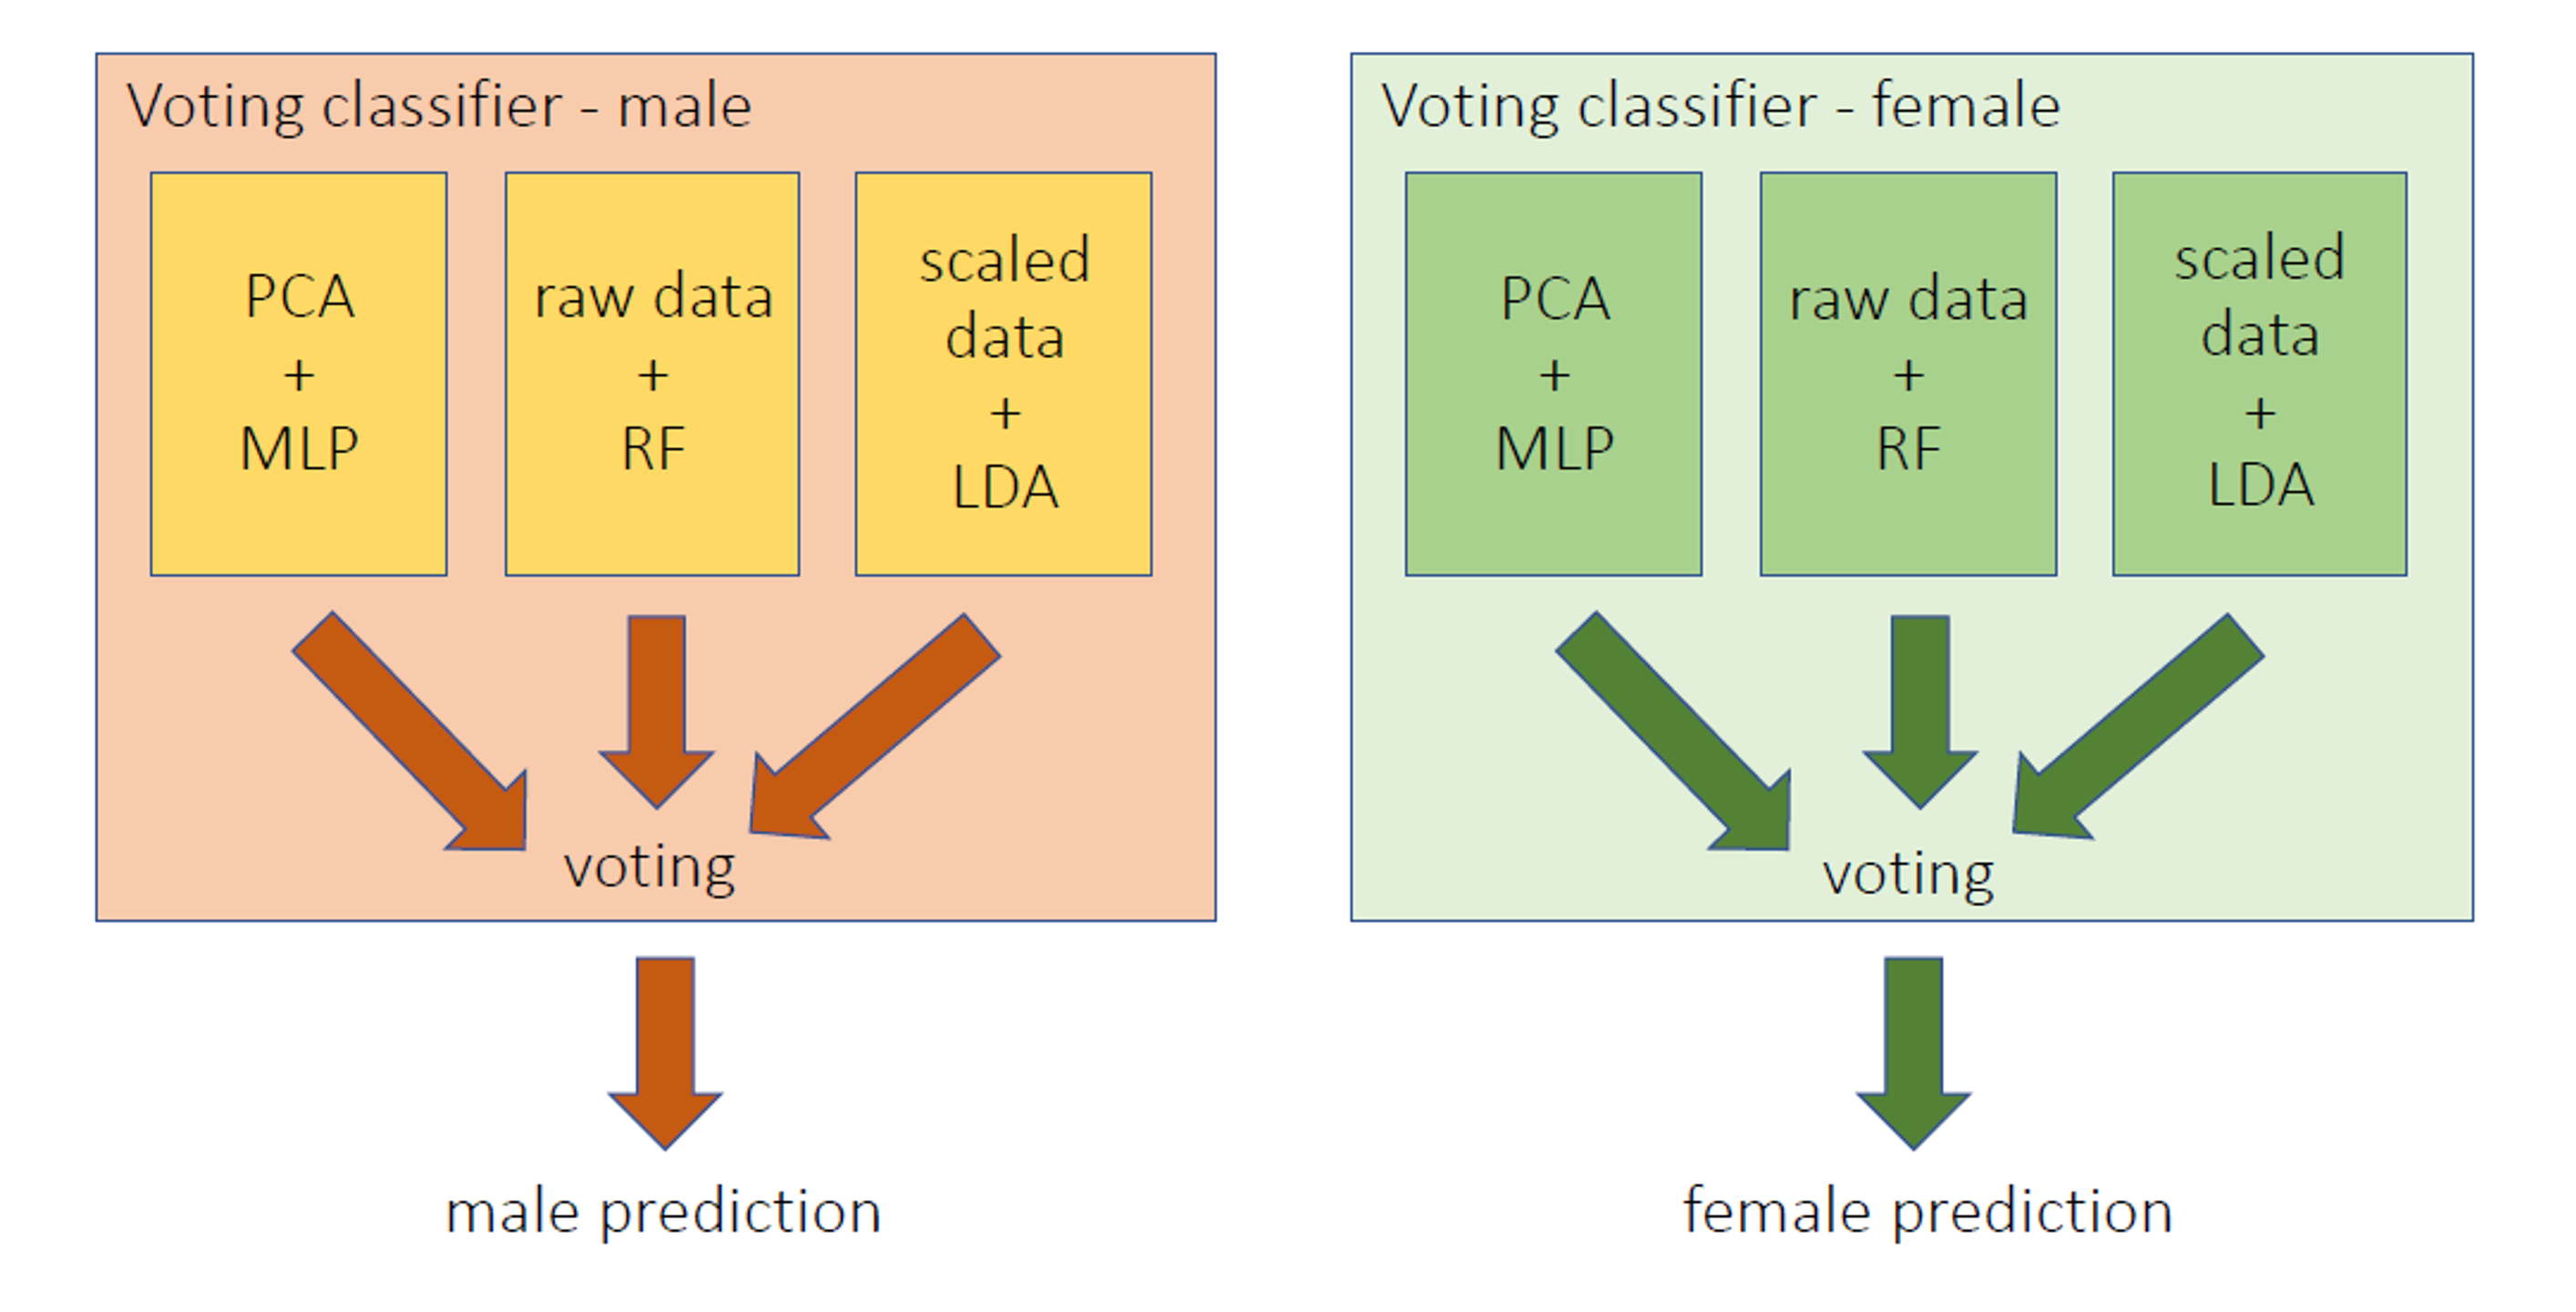 Voting classifier - male
PCA
+
MLP
raw data
+
RF
scaled
data
+
LDA
voting
male prediction
Voting classifier - female
PCA
+
MLP
raw data
+
RF
scaled
data
+
LDA
voting
female prediction